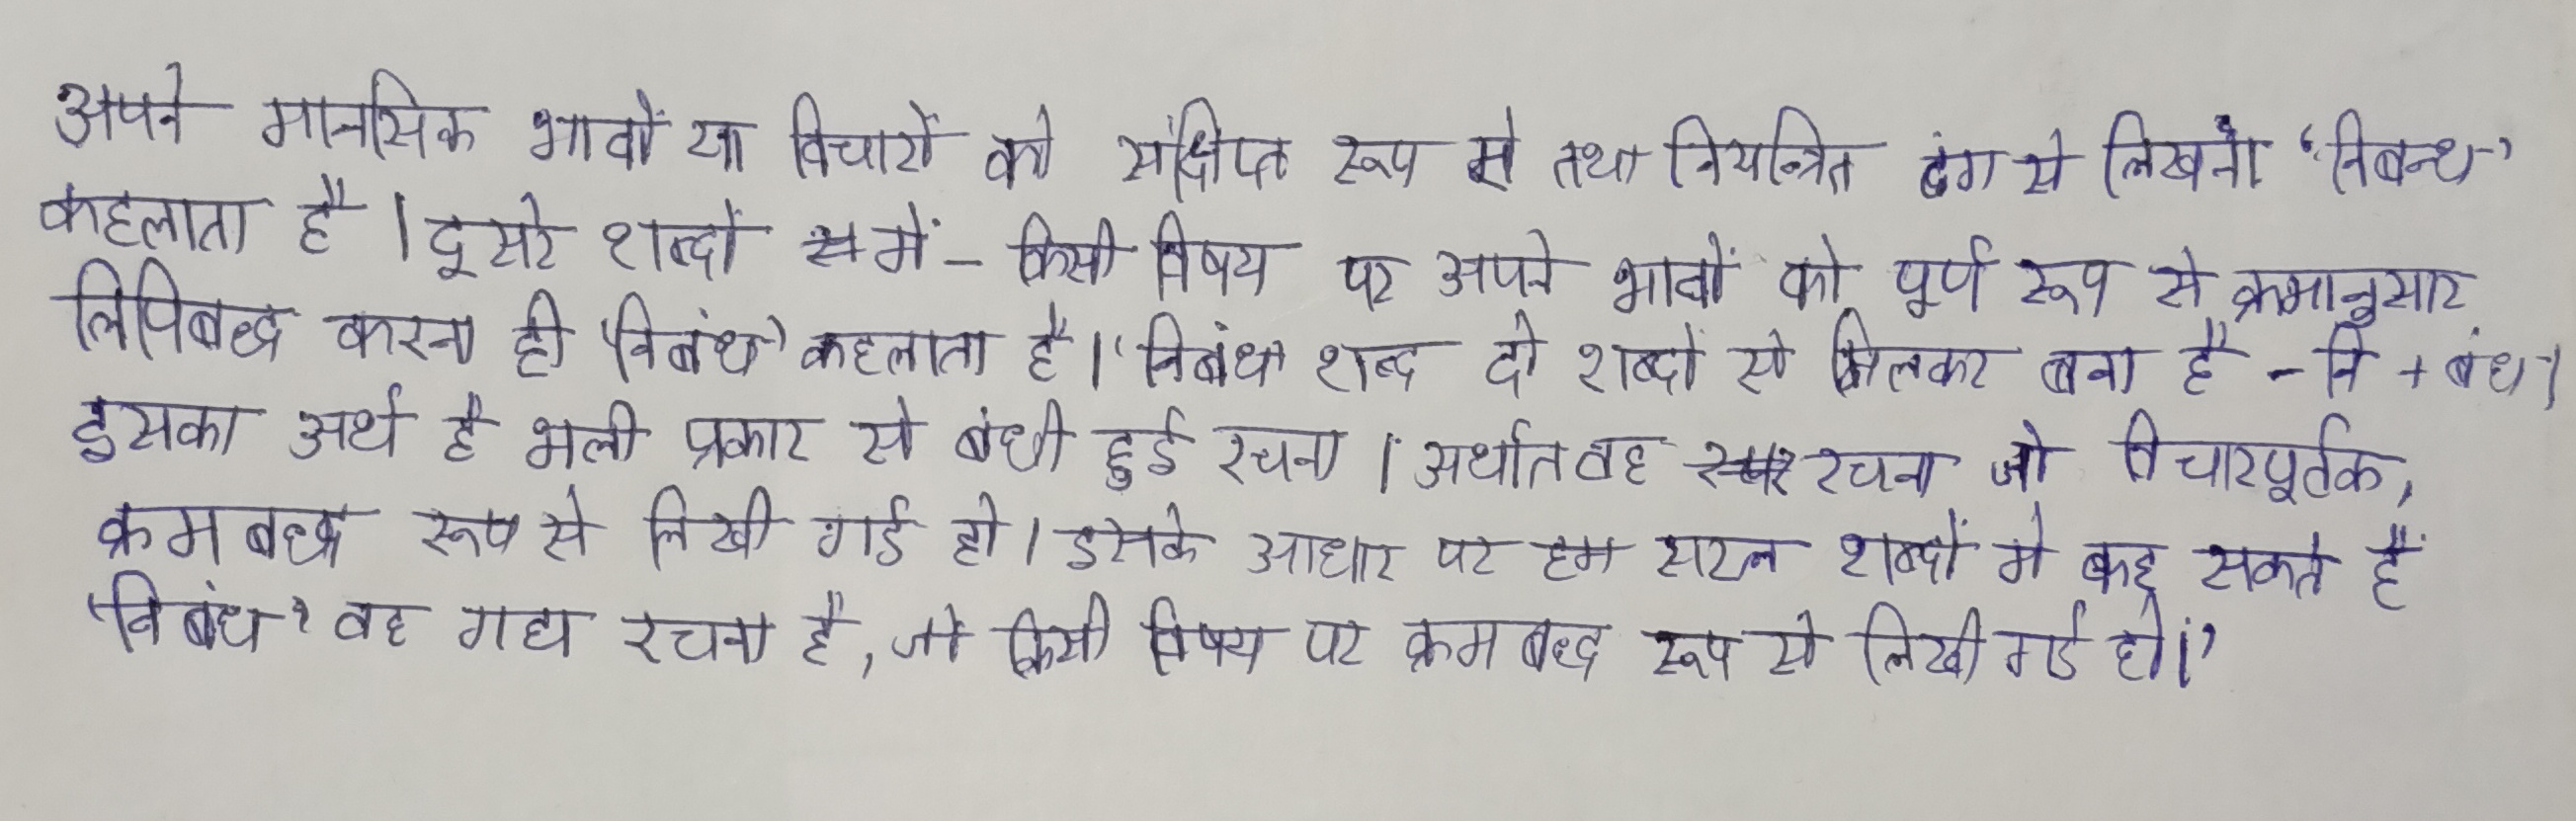 अपने मानसिक भावों या विचारों को संक्षिप्त रूप से तथा नियन्त्रित ढंग से लिखना 'निबन्ध'
कहलाता है। दूसरे शब्दों में - किसी विषय पर अपने भावों को पूर्ण रूप से क्रमानुसार
लिपिबद्ध करना ही 'निबंध' कहलाता है। 'निबंध' शब्द दो शब्दों से मिलकर बना है - नि + बंध।
इसका अर्थ है भली प्रकार से बंधी हुई रचना। अर्थात वह रचना जो विचारपूर्वक,
क्रमबद्ध रूप से लिखी गई हो। इसके आधार पर हम सरल शब्दों में कह सकते हैं
'निबंध' वह गद्य रचना है, जो किसी विषय पर क्रमबद्ध रूप से लिखी गई हो।'